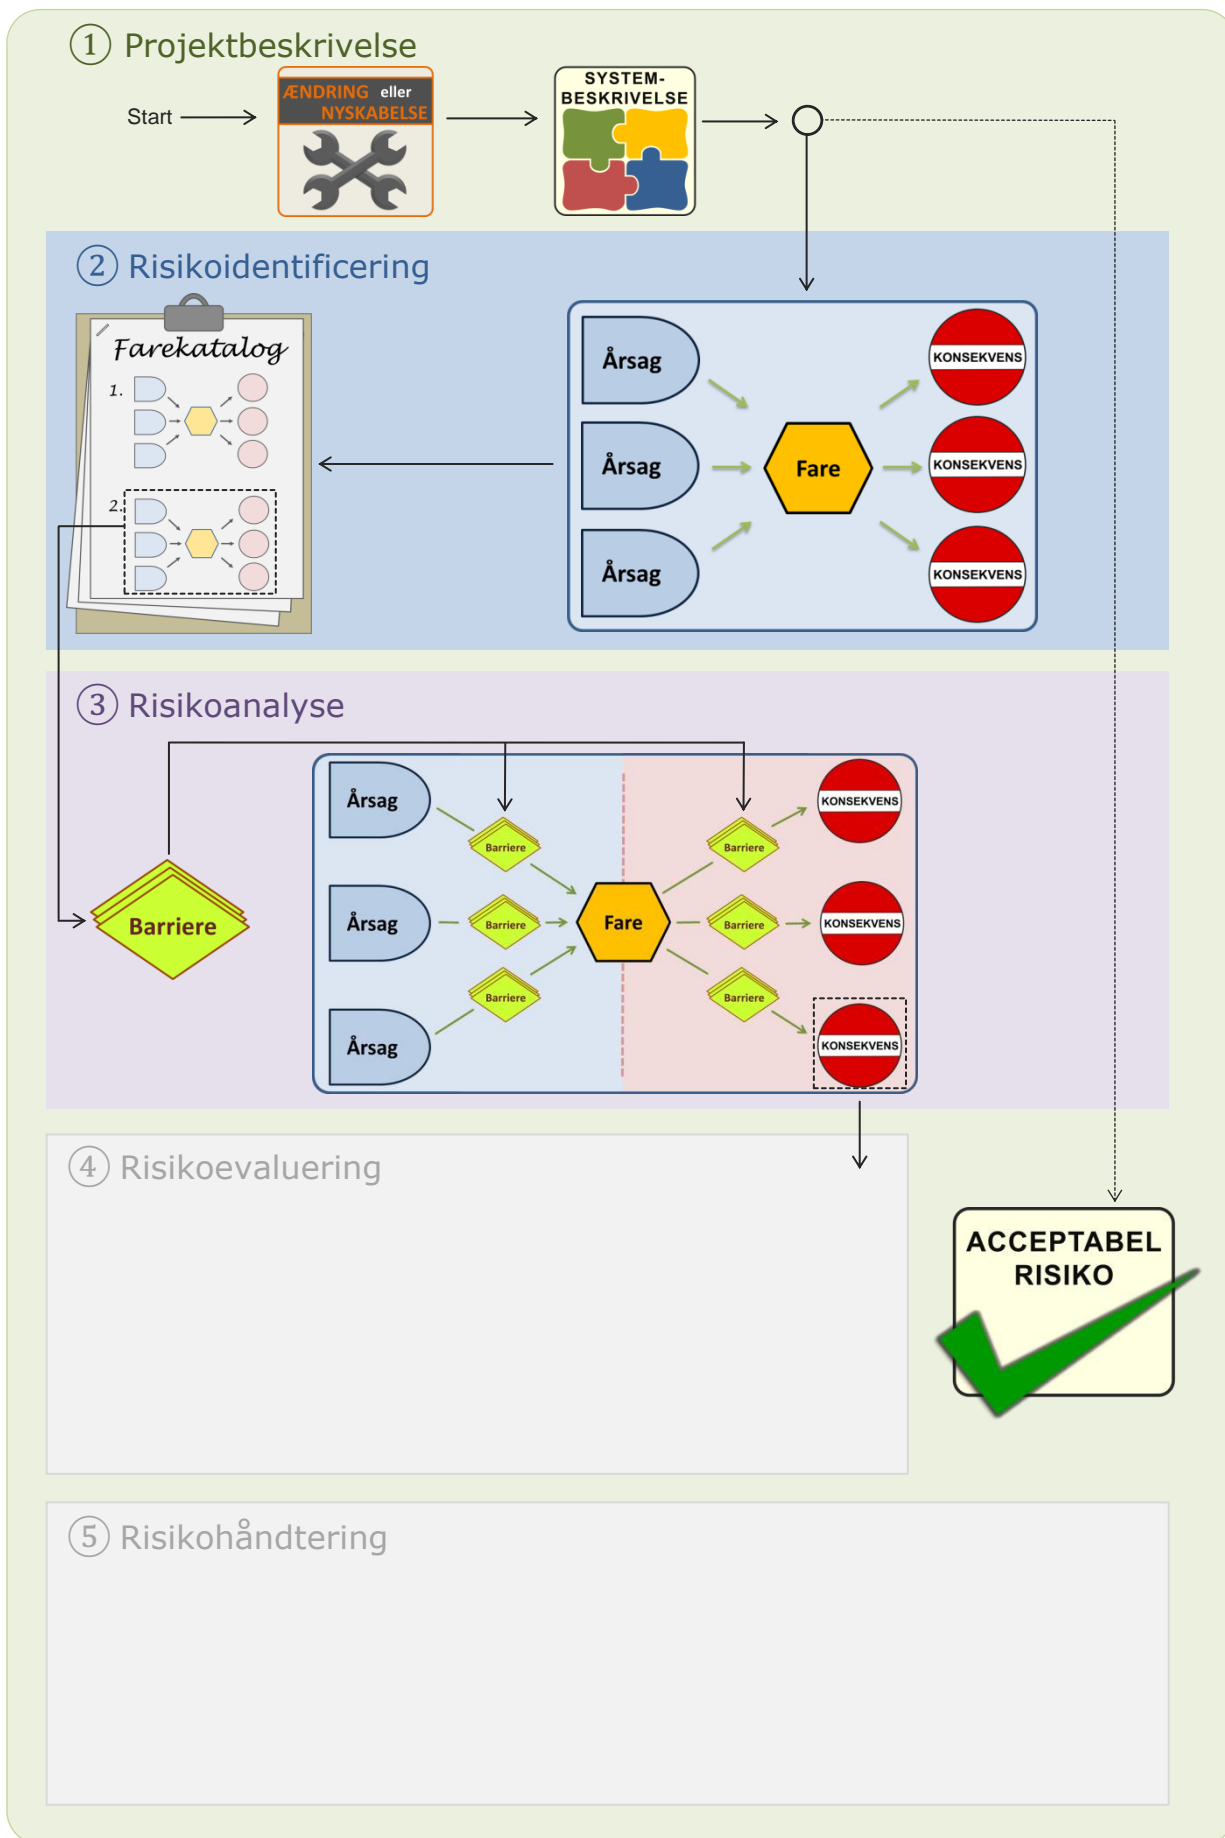 ① Projektbeskrivelse
Start
ÆNDRING eller
NYSKABELSE
SYSTEM-
BESKRIVELSE
② Risikoidentificering
Farekatalog
1.
2.
Årsag
Årsag
Årsag
Fare
KONSEKVENS
KONSEKVENS
KONSEKVENS
③ Risikoanalyse
Barriere
Årsag
Årsag
Årsag
Barriere
Barriere
Barriere
Fare
Barriere
Barriere
Barriere
KONSEKVENS
KONSEKVENS
KONSEKVENS
④ Risikoevaluering
ACCEPTABEL
RISIKO
⑤ Risikohåndtering